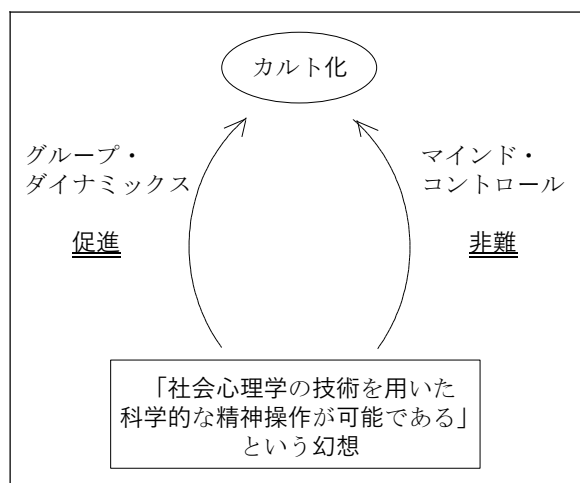 カルト化
グループ・
ダイナミックス
促進
マインド・
コントロール
非難
「社会心理学の技術を用いた
科学的な精神操作が可能である」
という幻想